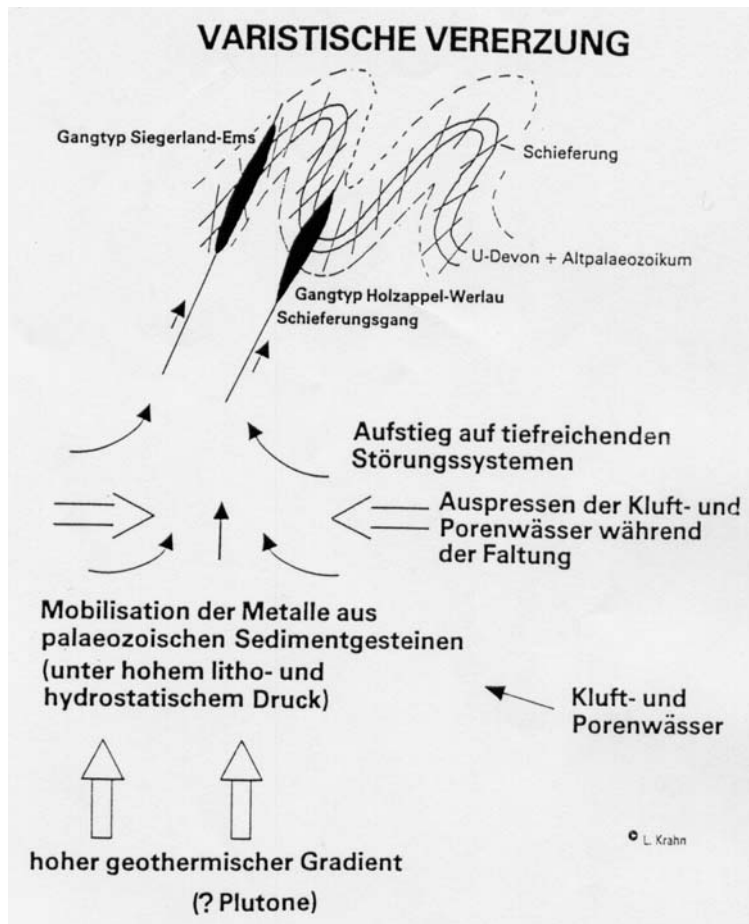 VARISTISCHE VERERZUNG
Gangtyp Siegerland-Ems
Schieferung
U-Devon + Altpalaeozoikum
Gangtyp Holzappel-Werlau
Schieferungsgang
Aufstieg auf tiefreichenden
Störungssystemen
Auspressen der Kluft- und
Porenwässer während
der Faltung
Mobilisation der Metalle aus
palaeozoischen Sedimentgesteinen
(unter hohem litho- und
hydrostatischem Druck)
Kluft- und
Porenwässer
© L. Krahn
hoher geothermischer Gradient
(? Plutone)